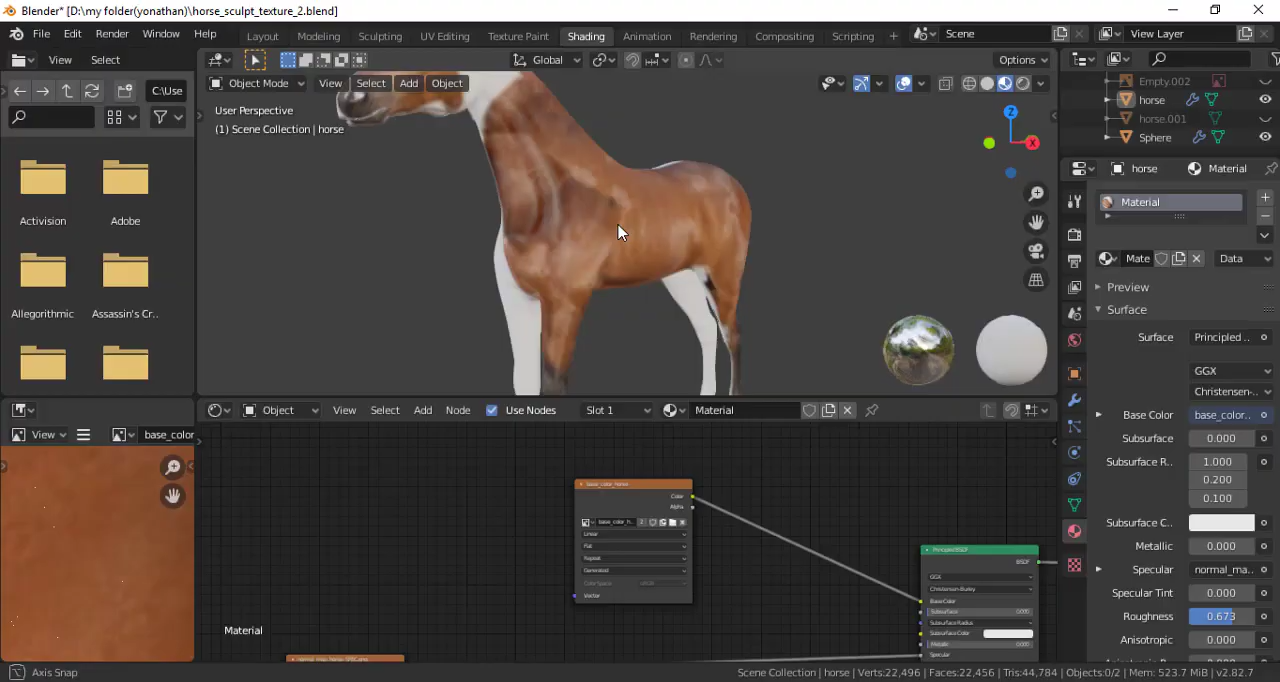 Blender* [D:\my folder(yonathan)\horse_sculpt_texture_2.blend]
File Edit Render Window Help Layout Modeling Sculpting UV Editing Texture Paint Shading Animation Rendering Compositing Scripting Scene View Layer
View Select Global Options
C:\Use Object Mode View Select Add Object Empty.002
User Perspective horse
(1) Scene Collection | horse horse.001
Z Sphere
X
horse Material
Activision Adobe
Material
Mate Data
Allegorithmic Assassin's Cr..
Preview
Surface
Surface Principled ..
GGX
Christensen-
Object View Select Add Node Use Nodes Slot 1 Material
Base Color base_color..
View base_color
Subsurface 0.000
Subsurface R.. 1.000
0.200
0.100
base_color_horse
Color
Alpha
base_color_h.. 2
Linear
Flat
Repeat
Generated
Color Space
Vector
Principled BSDF
BSDF
GGX
Christensen-Burley
Base Color
Subsurface 0.000
Subsurface Radius
Subsurface Color
Metallic 0.000
Specular
Subsurface C..
Metallic 0.000
Specular normal_ma..
Specular Tint 0.000
Roughness 0.673
Anisotropic 0.000
Material
Axis Snap Scene Collection | horse | Verts:22,496 | Faces:22,456 | Tris:44,784 | Objects:0/2 | Mem: 523.7 MiB | v2.82.7